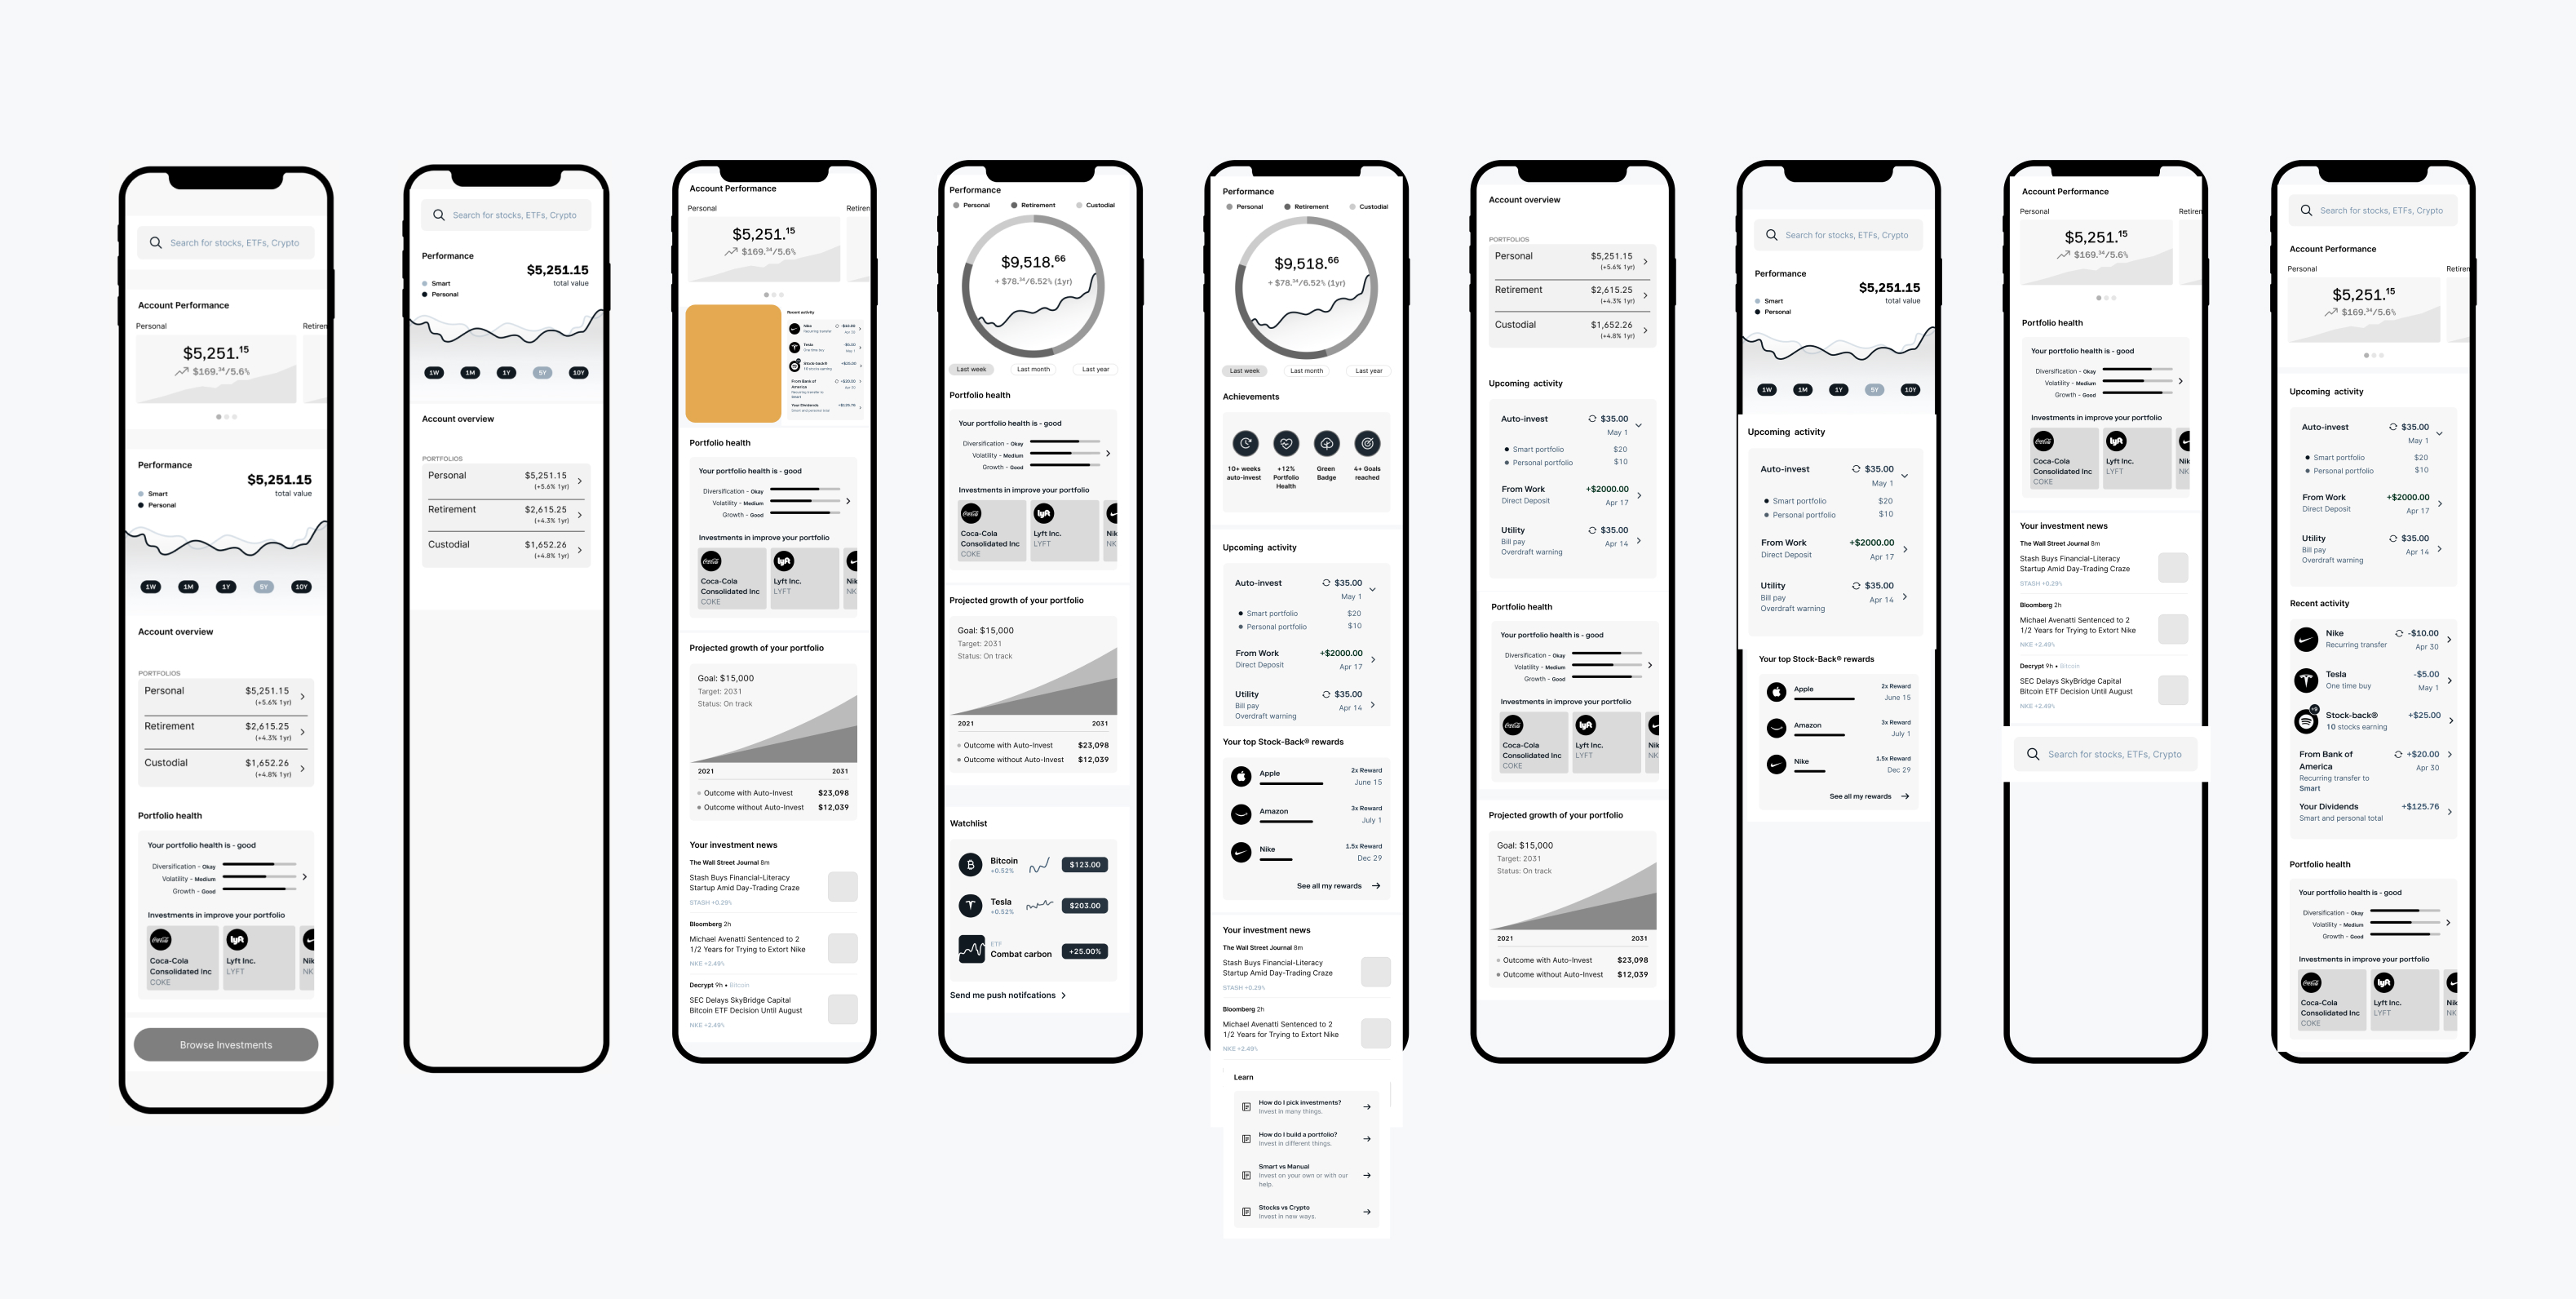 Search for stocks, ETFs, Crypto
Account Performance
Personal
Retiren
$5,251.15
$169.34/5.6%
Performance
$5,251.15
Smart
total value
Personal
1W 1M 1Y 5Y 10Y
Account overview
PORTFOLIOS
Personal $5,251.15
(+5.6% 1yr)
Retirement $2,615.25
(+4.3% 1yr)
Custodial $1,652.26
(+4.8% 1yr)
Portfolio health
Your portfolio health is - good
Diversification - Okay
Volatility - Medium
Growth - Good
Investments in improve your portfolio
Coca-Cola
Lyft Inc.
Nik
Consolidated Inc
LYFT
NK
COKE
Browse Investments
Search for stocks, ETFs, Crypto
Performance
$5,251.15
Smart
total value
Personal
1W 1M 1Y 5Y 10Y
Account overview
PORTFOLIOS
Personal $5,251.15
(+5.6% 1yr)
Retirement $2,615.25
(+4.3% 1yr)
Custodial $1,652.26
(+4.8% 1yr)
Account Performance
Personal
Retiren
$5,251.15
$169.34/5.6%
Recent activity
Nike
Recurring transfer
Tesla
One time buy
May 1
Stock-back®
From Bank of
America
Recurring transfer to
Smart
Your Dividends +$125.76
Smart and personal total
Portfolio health
Your portfolio health is - good
Diversification - Okay
Volatility - Medium
Growth - Good
Investments in improve your portfolio
Coca-Cola
Lyft Inc.
Nik
Consolidated Inc
LYFT
NK
COKE
Projected growth of your portfolio
Goal: $15,000
Target: 2031
Status: On track
2021 2031
Outcome with Auto-Invest $23,098
Outcome without Auto-Invest $12,039
Your investment news
The Wall Street Journal 8m
Stash Buys Financial-Literacy
Startup Amid Day-Trading Craze
STASH +0.29%
Bloomberg 2h
Michael Avenatti Sentenced to 2
1/2 Years for Trying to Extort Nike
NKE +2.49%
Decrypt 9h • Bitcoin
SEC Delays SkyBridge Capital
Bitcoin ETF Decision Until August
NKE +2.49%
Performance
Personal Retirement Custodial
$9,518.66
+ $78.34/6.52% (1yr)
Last week Last month Last year
Portfolio health
Your portfolio health is - good
Diversification - Okay
Volatility - Medium
Growth - Good
Investments in improve your portfolio
Coca-Cola
Lyft Inc.
Nik
Consolidated Inc
LYFT
NK
COKE
Projected growth of your portfolio
Goal: $15,000
Target: 2031
Status: On track
2021 2031
Outcome with Auto-Invest $23,098
Outcome without Auto-Invest $12,039
Watchlist
Bitcoin
+0.52%
$123.00
Tesla
+0.52%
$203.00
ETF
Combat carbon
+25.00%
Send me push notifcations
Performance
Personal Retirement Custodial
$9,518.66
+ $78.34/6.52% (1yr)
Last week Last month Last year
Achievements
10+ weeks
auto-invest
+12%
Portfolio
Health
Green
Badge
4+ Goals
reached
Upcoming activity
Auto-invest $35.00
May 1
Smart portfolio $20
Personal portfolio $10
From Work +$2000.00
Direct Deposit Apr 17
Utility $35.00
Bill pay Apr 14
Overdraft warning
Your top Stock-Back® rewards
Apple 2x Reward
June 15
Amazon 3x Reward
July 1
Nike 1.5x Reward
Dec 29
See all my rewards
Your investment news
The Wall Street Journal 8m
Stash Buys Financial-Literacy
Startup Amid Day-Trading Craze
STASH +0.29%
Bloomberg 2h
Michael Avenatti Sentenced to 2
1/2 Years for Trying to Extort Nike
NKE +2.49%
Learn
How do I pick investments?
Invest in many things.
How do I build a portfolio?
Invest in different things.
Smart vs Manual
Invest on your own or with our
help.
Stocks vs Crypto
Invest in new ways.
Account overview
PORTFOLIOS
Personal $5,251.15
(+5.6% 1yr)
Retirement $2,615.25
(+4.3% 1yr)
Custodial $1,652.26
(+4.8% 1yr)
Upcoming activity
Auto-invest $35.00
May 1
Smart portfolio $20
Personal portfolio $10
From Work +$2000.00
Direct Deposit Apr 17
Utility $35.00
Bill pay Apr 14
Overdraft warning
Portfolio health
Your portfolio health is - good
Diversification - Okay
Volatility - Medium
Growth - Good
Investments in improve your portfolio
Coca-Cola
Lyft Inc.
Nik
Consolidated Inc
LYFT
NK
COKE
Projected growth of your portfolio
Goal: $15,000
Target: 2031
Status: On track
2021 2031
Outcome with Auto-Invest $23,098
Outcome without Auto-Invest $12,039
Search for stocks, ETFs, Crypto
Performance
$5,251.15
Smart
total value
Personal
1W 1M 1Y 5Y 10Y
Upcoming activity
Auto-invest $35.00
May 1
Smart portfolio $20
Personal portfolio $10
From Work +$2000.00
Direct Deposit Apr 17
Utility $35.00
Bill pay Apr 14
Overdraft warning
Your top Stock-Back® rewards
Apple 2x Reward
June 15
Amazon 3x Reward
July 1
Nike 1.5x Reward
Dec 29
See all my rewards
Account Performance
Personal
Retiren
$5,251.15
$169.34/5.6%
Portfolio health
Your portfolio health is - good
Diversification - Okay
Volatility - Medium
Growth - Good
Investments in improve your portfolio
Coca-Cola
Lyft Inc.
Nik
Consolidated Inc
LYFT
NK
COKE
Your investment news
The Wall Street Journal 8m
Stash Buys Financial-Literacy
Startup Amid Day-Trading Craze
STASH +0.29%
Bloomberg 2h
Michael Avenatti Sentenced to 2
1/2 Years for Trying to Extort Nike
NKE +2.49%
Decrypt 9h • Bitcoin
SEC Delays SkyBridge Capital
Bitcoin ETF Decision Until August
NKE +2.49%
Search for stocks, ETFs, Crypto
Search for stocks, ETFs, Crypto
Account Performance
Personal
Retiren
$5,251.15
$169.34/5.6%
Upcoming activity
Auto-invest $35.00
May 1
Smart portfolio $20
Personal portfolio $10
From Work +$2000.00
Direct Deposit Apr 17
Utility $35.00
Bill pay Apr 14
Overdraft warning
Recent activity
Nike -$10.00
Recurring transfer Apr 30
Tesla -$5.00
One time buy May 1
Stock-back® +$25.00
10 stocks earning
From Bank of +$20.00
America Apr 30
Recurring transfer to
Smart
Your Dividends +$125.76
Smart and personal total
Portfolio health
Your portfolio health is - good
Diversification - Okay
Volatility - Medium
Growth - Good
Investments in improve your portfolio
Coca-Cola
Lyft Inc.
Nik
Consolidated Inc
LYFT
NK
COKE